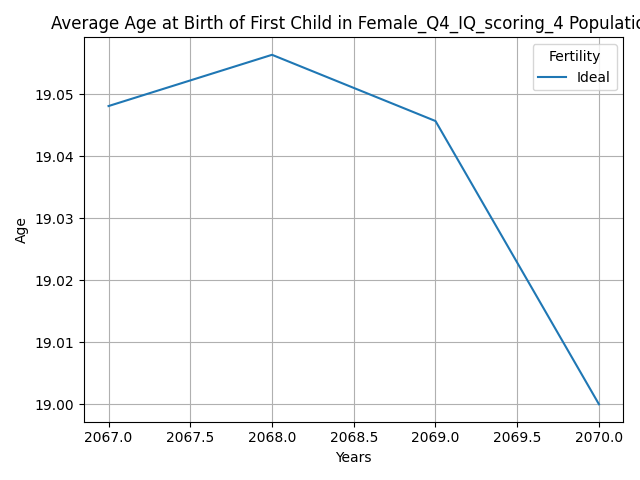 Average Age at Birth of First Child in Female_Q4_IQ_scoring_4 Populatio
Fertility
Ideal
19.05
19.04
19.03
19.02
19.01
19.00
Age
2067.0 2067.5 2068.0 2068.5 2069.0 2069.5 2070.0
Years